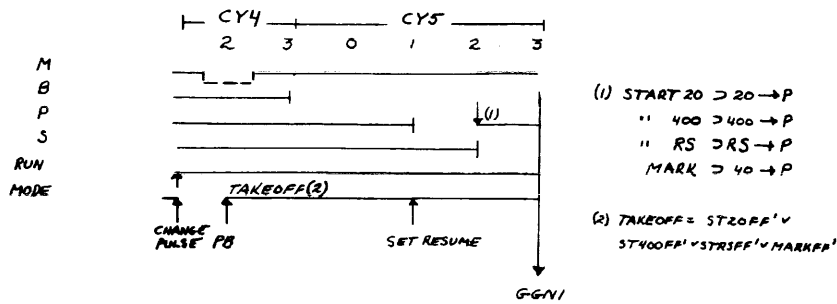 CY4 CY5
2 3 0 1 2 3
M
B
P
(1)
S
RUN
MODE
TAKEOFF(2)
CHANGE PULSE PB
SET RESUME
GGNI
(1) START 20 ⊃ 20 → P
" 400 ⊃ 400 → P
" RS ⊃ RS → P
MARK ⊃ 40 → P
(2) TAKEOFF = ST20FF' ∨
ST400FF' ∨ STRSFF' ∨ MARKFF'